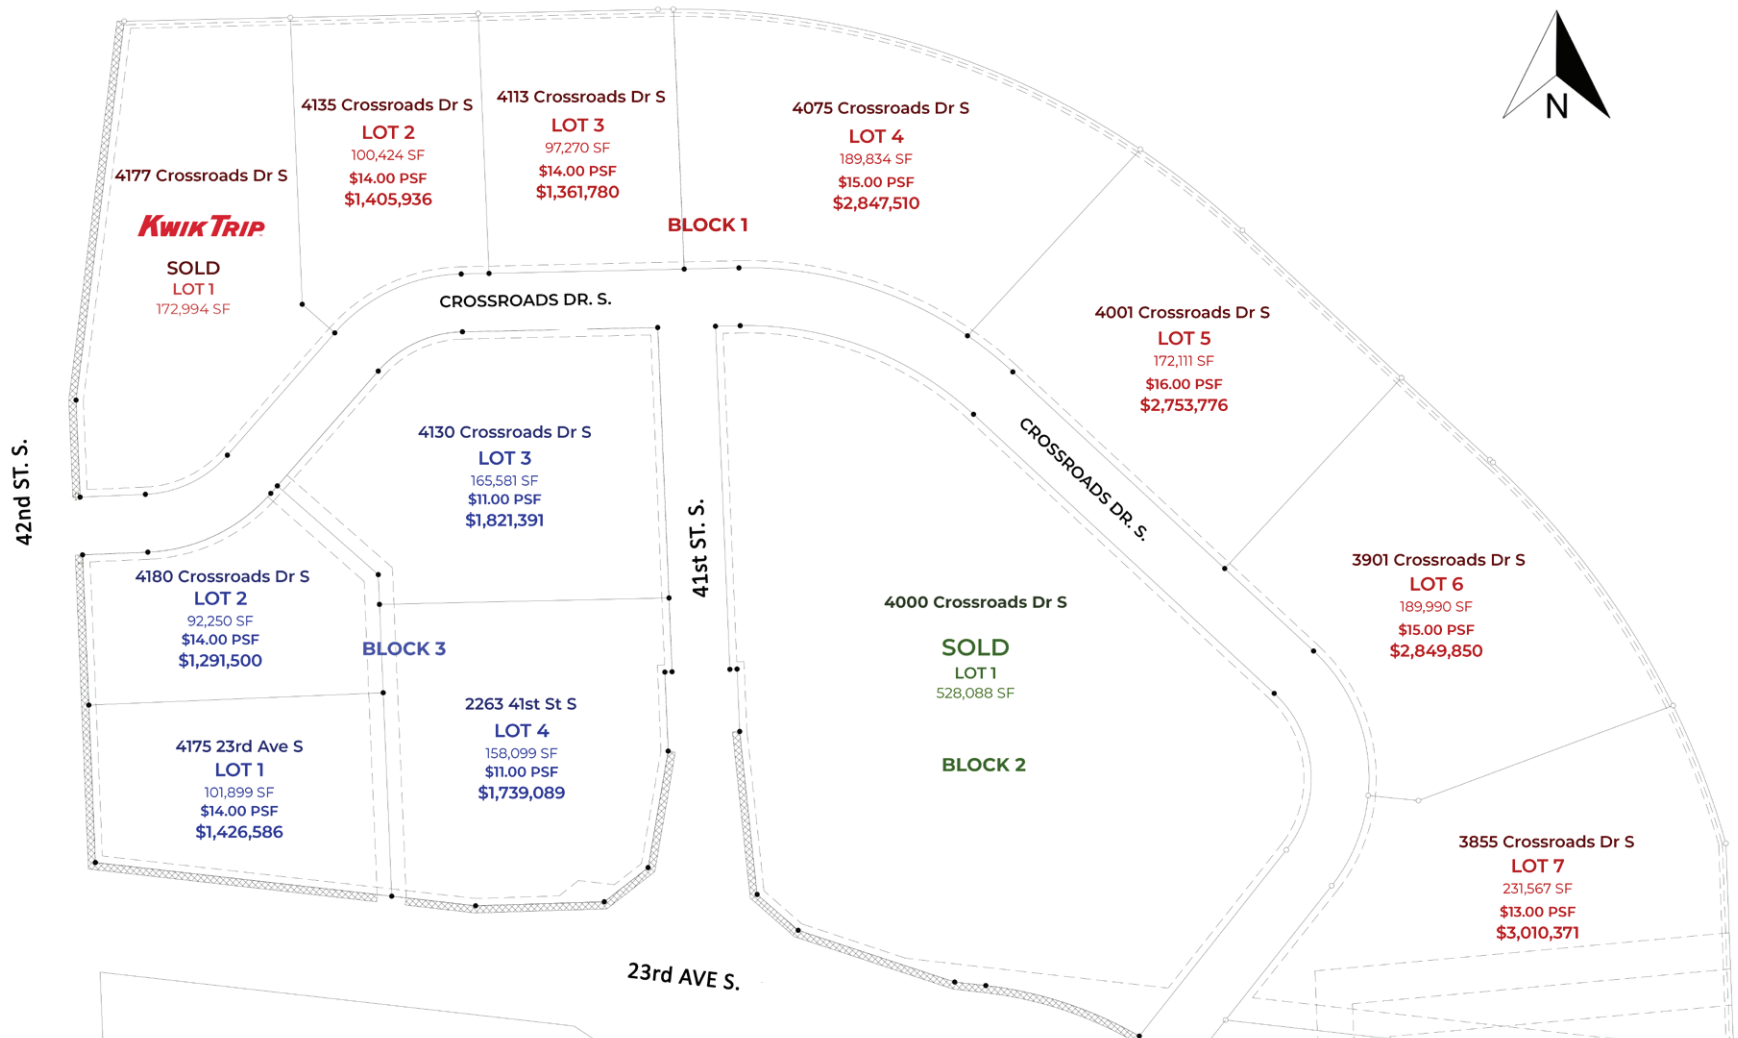 4177 Crossroads Dr S
KWIK TRIP
SOLD
LOT 1
172,994 SF
4135 Crossroads Dr S
LOT 2
100,424 SF
$14.00 PSF
$1,405,936
4113 Crossroads Dr S
LOT 3
97,270 SF
$14.00 PSF
$1,361,780
BLOCK 1
4075 Crossroads Dr S
LOT 4
189,834 SF
$15.00 PSF
$2,847,510
N
4001 Crossroads Dr S
LOT 5
172,111 SF
$16.00 PSF
$2,753,776
CROSSROADS DR. S.
CROSSROADS DR. S.
42nd ST. S.
4130 Crossroads Dr S
LOT 3
165,581 SF
$11.00 PSF
$1,821,391
41st ST. S.
4180 Crossroads Dr S
LOT 2
92,250 SF
$14.00 PSF
$1,291,500
BLOCK 3
4000 Crossroads Dr S
SOLD
LOT 1
528,088 SF
BLOCK 2
3901 Crossroads Dr S
LOT 6
189,990 SF
$15.00 PSF
$2,849,850
4175 23rd Ave S
LOT 1
101,899 SF
$14.00 PSF
$1,426,586
2263 41st St S
LOT 4
158,099 SF
$11.00 PSF
$1,739,089
3855 Crossroads Dr S
LOT 7
231,567 SF
$13.00 PSF
$3,010,371
23rd AVE S.